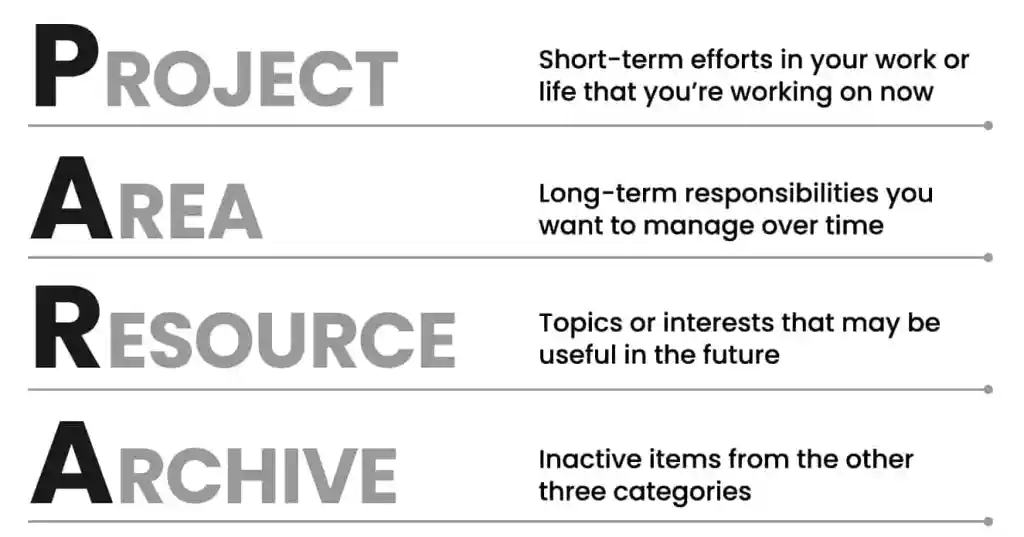 PROJECT
Short-term efforts in your work or
life that you’re working on now
AREA
Long-term responsibilities you
want to manage over time
RESOURCE
Topics or interests that may be
useful in the future
ARCHIVE
Inactive items from the other
three categories